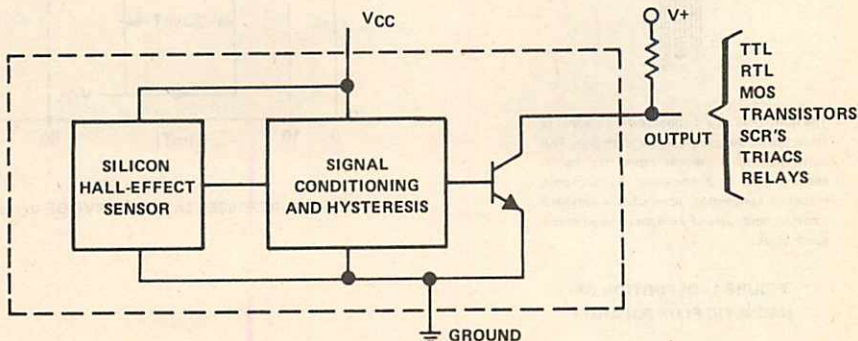 VCC
V+
SILICON
HALL-EFFECT
SENSOR
SIGNAL
CONDITIONING
AND HYSTERESIS
OUTPUT
TTL
RTL
MOS
TRANSISTORS
SCR'S
TRIACS
RELAYS
GROUND